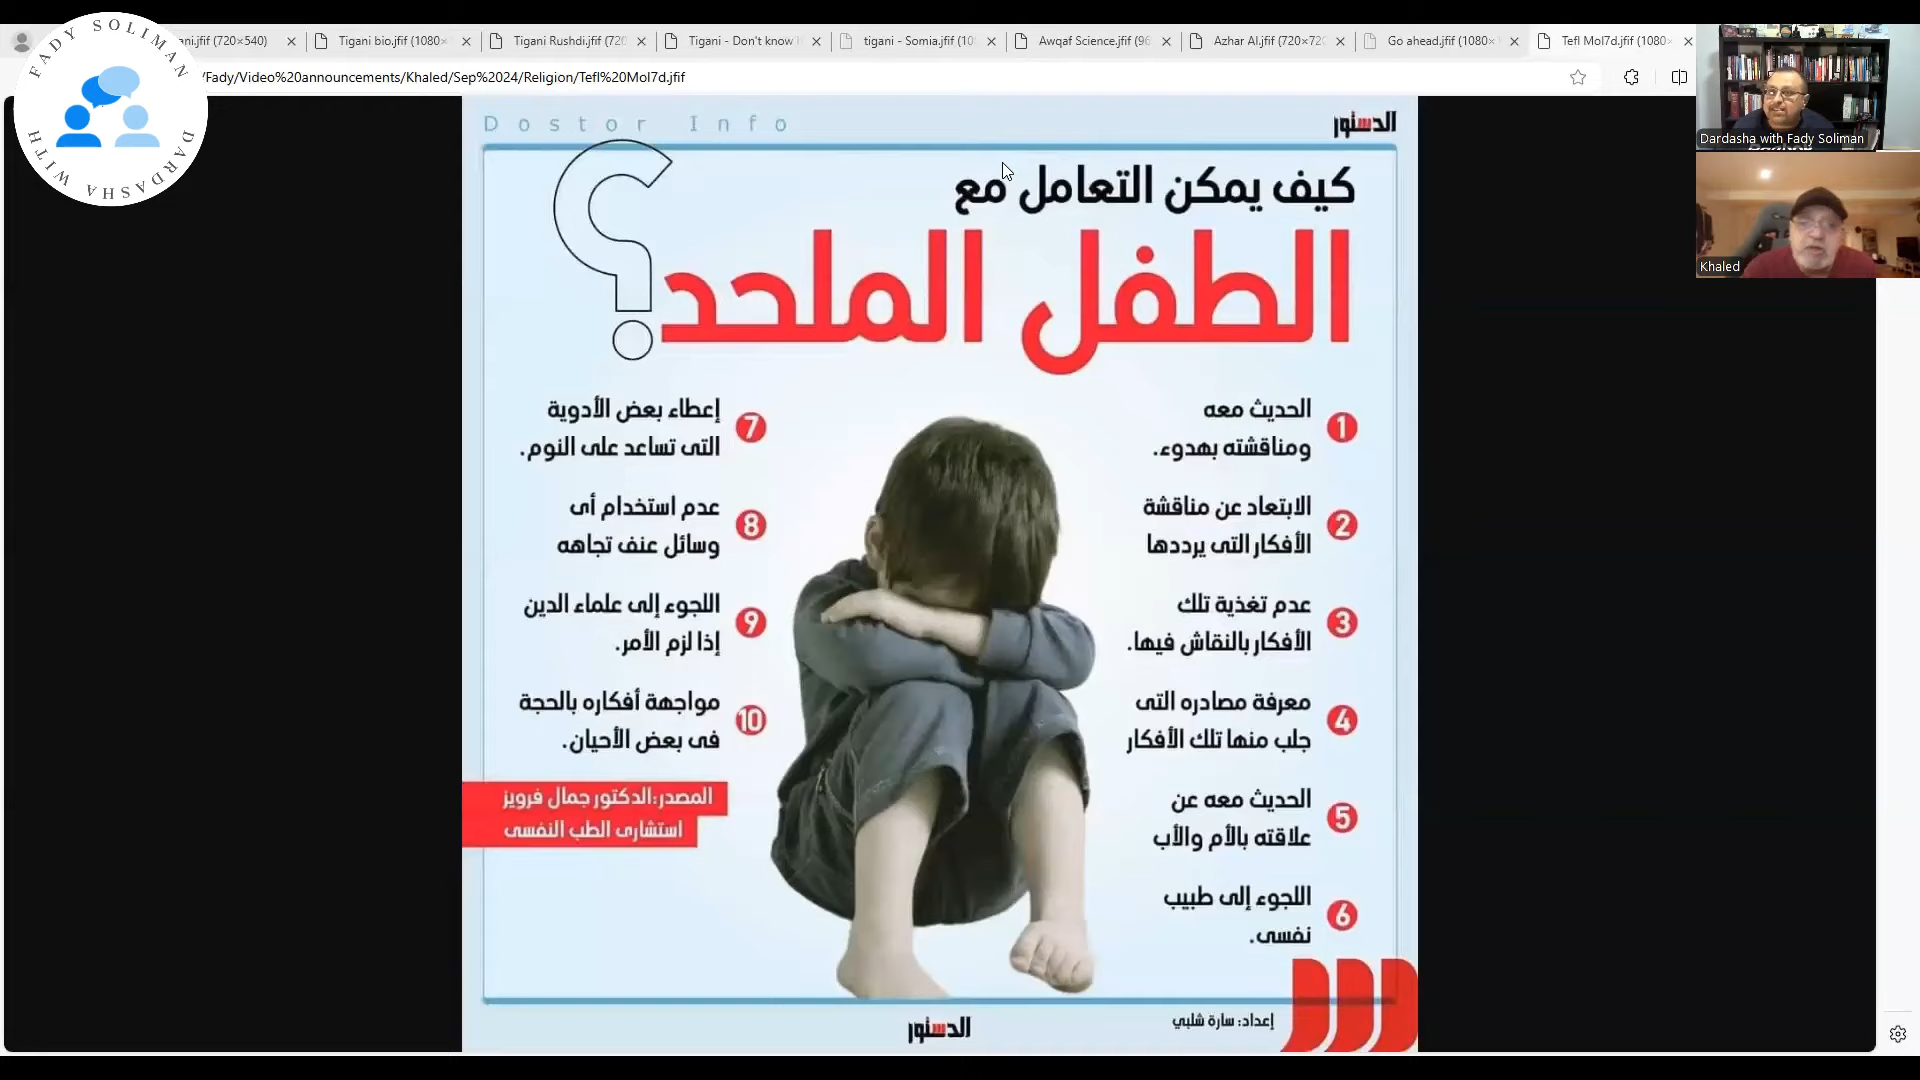 FADY SOLIMAN
DARDASHA WITH
ani.jfif (720×540)
Tigani bio.jfif (1080×
Tigani Rushdi.jfif (720
Tigani - Don't know
tigani - Somia.jfif (10
Awqaf Science.jfif (96
Azhar AI.jfif (720×72
Go ahead.jfif (1080×
Tefl Mol7d.jfif (1080×
/Fady/Video%20announcements/Khaled/Sep%2024/Religion/Tefl%20Mol7d.jfif
Dardasha with Fady Soliman
Khaled
Dostor Info
الدستور
كيف يمكن التعامل مع
الطفل الملحد؟
1 الحديث معه
ومناقشته بهدوء.
2 الابتعاد عن مناقشة
الأفكار التى يرددها
3 عدم تغذية تلك
الأفكار بالنقاش فيها.
4 معرفة مصادره التى
جلب منها تلك الأفكار
5 الحديث معه عن
علاقته بالأم والأب
6 اللجوء إلى طبيب
نفسى.
7 إعطاء بعض الأدوية
التى تساعد على النوم.
8 عدم استخدام أى
وسائل عنف تجاهه
9 اللجوء إلى علماء الدين
إذا لزم الأمر.
10 مواجهة أفكاره بالحجة
فى بعض الأحيان.
المصدر:الدكتور جمال فرويز
استشارى الطب النفسى
إعداد: سارة شلبي
الدستور